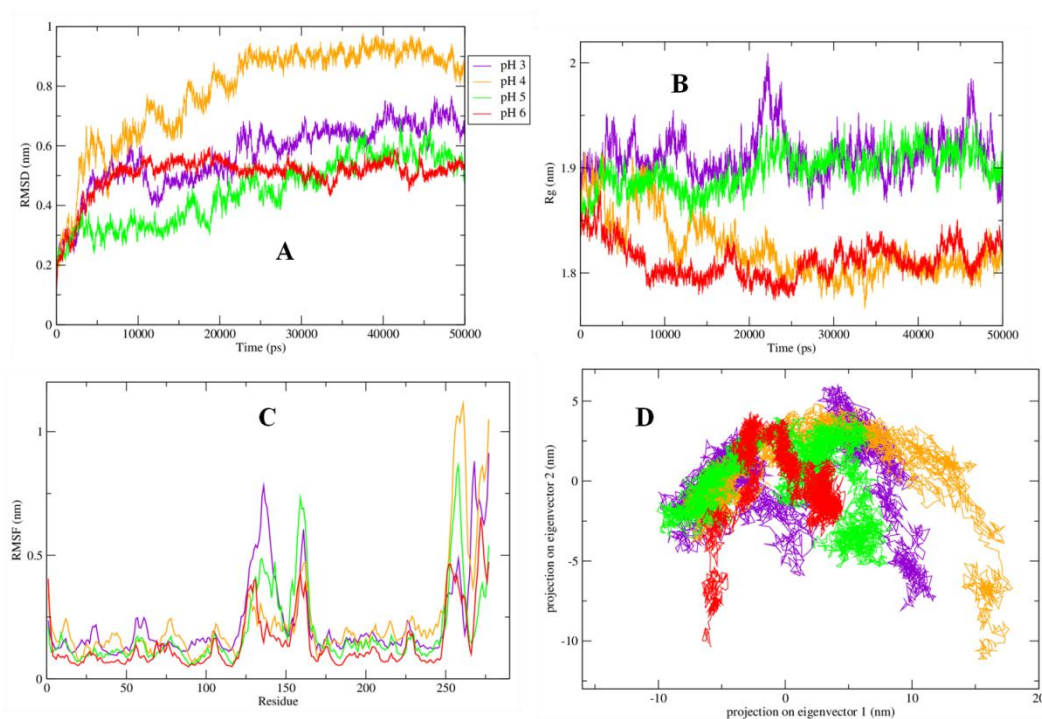 1
0.8
0.6
0.4
0.2
0
RMSD (nm)
A
0 10000 20000 30000 40000 50000
Time (ps)
pH 3
pH 4
pH 5
pH 6
2
1.9
1.8
Rg (nm)
B
0 10000 20000 30000 40000 50000
Time (ps)
1
0.5
0
RMSF (nm)
C
0 50 100 150 200 250
Residue
5
0
-5
-10
projection on eigenvector 2 (nm)
D
-10 0 10 20
projection on eigenvector 1 (nm)